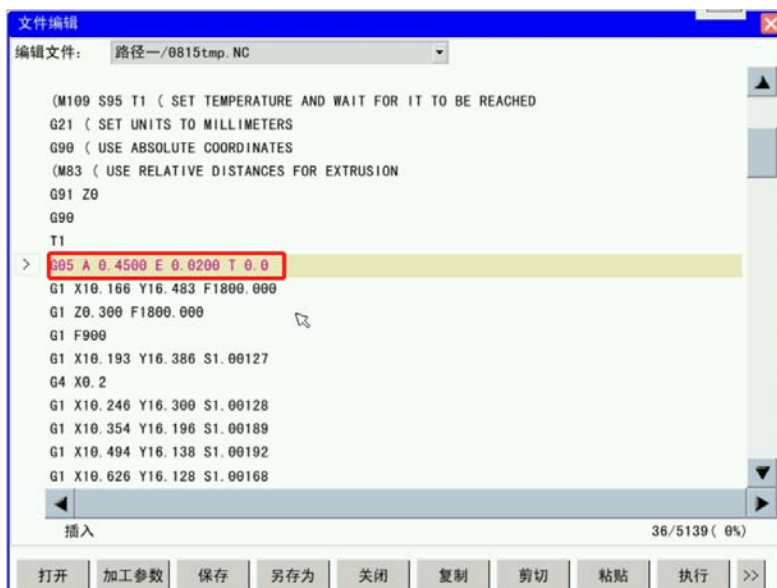 文件编辑
编辑文件: 路径一/0815tmp.NC
(M109 S95 T1 ( SET TEMPERATURE AND WAIT FOR IT TO BE REACHED
G21 ( SET UNITS TO MILLIMETERS
G90 ( USE ABSOLUTE COORDINATES
(M83 ( USE RELATIVE DISTANCES FOR EXTRUSION
G91 Z0
G90
T1
> G05 A 0.4500 E 0.0200 T 0.0
G1 X10.166 Y16.483 F1800.000
G1 Z0.300 F1800.000
G1 F900
G1 X10.193 Y16.386 S1.00127
G4 X0.2
G1 X10.246 Y16.300 S1.00128
G1 X10.354 Y16.196 S1.00189
G1 X10.494 Y16.138 S1.00192
G1 X10.626 Y16.128 S1.00168
插入 36/5139( 0%)
打开 加工参数 保存 另存为 关闭 复制 剪切 粘贴 执行 >>